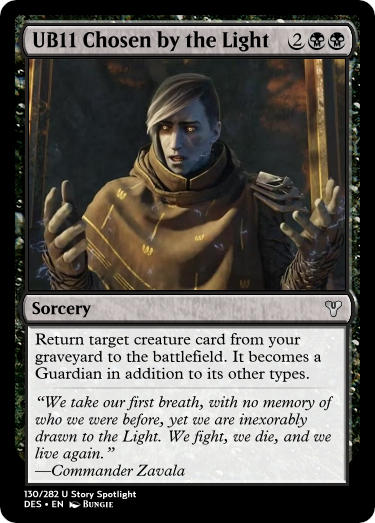 UB11 Chosen by the Light 2
Sorcery
Return target creature card from your
graveyard to the battlefield. It becomes a
Guardian in addition to its other types.
“We take our first breath, with no memory of
who we were before, yet we are inexorably
drawn to the Light. We fight, we die, and we
live again.”
—Commander Zavala
130/282 U Story Spotlight
DES • EN Bungie